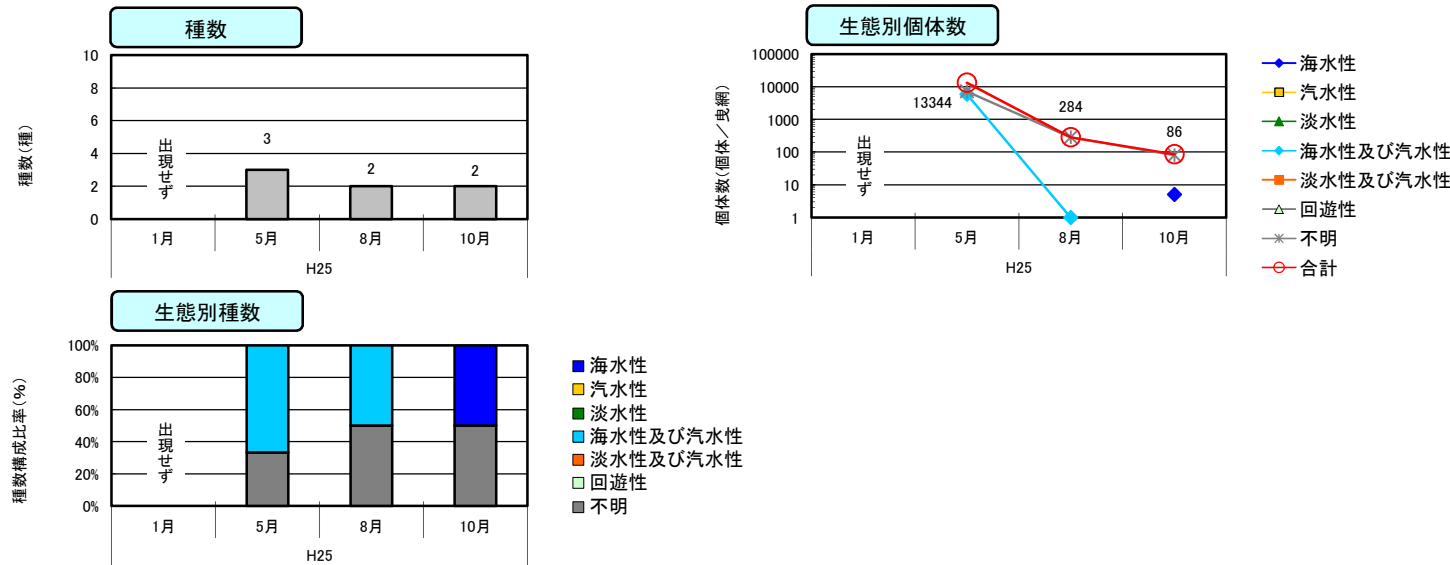 種数
種数(種)
10
8
6
4
2
0
出現せず
3
2
2
1月 5月 8月 10月
H25
生態別個体数
個体数(個体/曳網)
100000
10000
1000
100
10
1
出現せず
13344
284
86
1月 5月 8月 10月
H25
海水性
汽水性
淡水性
海水性及び汽水性
淡水性及び汽水性
回遊性
不明
合計
生態別種数
種数構成比率(%)
100%
80%
60%
40%
20%
0%
出現せず
1月 5月 8月 10月
H25
海水性
汽水性
淡水性
海水性及び汽水性
淡水性及び汽水性
回遊性
不明